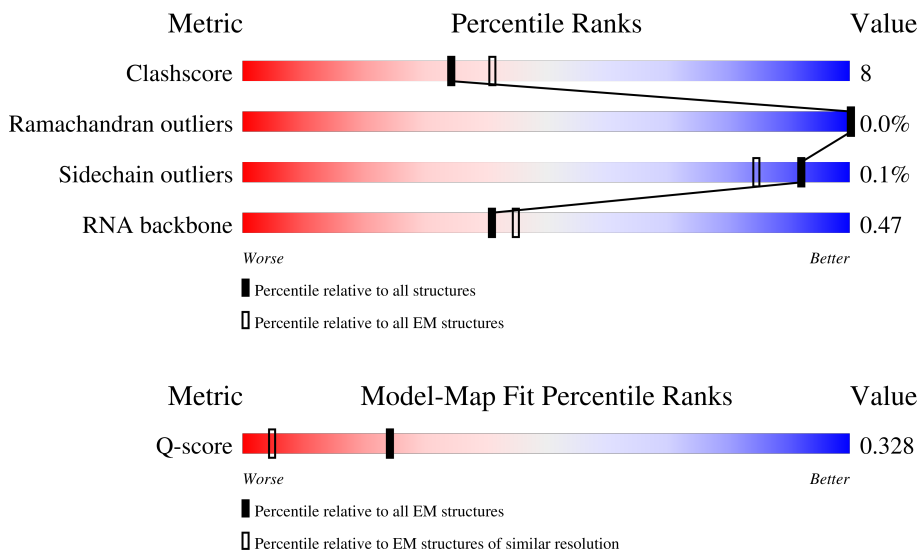 Metric Percentile Ranks Value
Clashscore 8
Ramachandran outliers 0.0%
Sidechain outliers 0.1%
RNA backbone 0.47
Worse Better
Percentile relative to all structures
Percentile relative to all EM structures
Metric Model-Map Fit Percentile Ranks Value
Q-score 0.328
Worse Better
Percentile relative to all EM structures
Percentile relative to EM structures of similar resolution